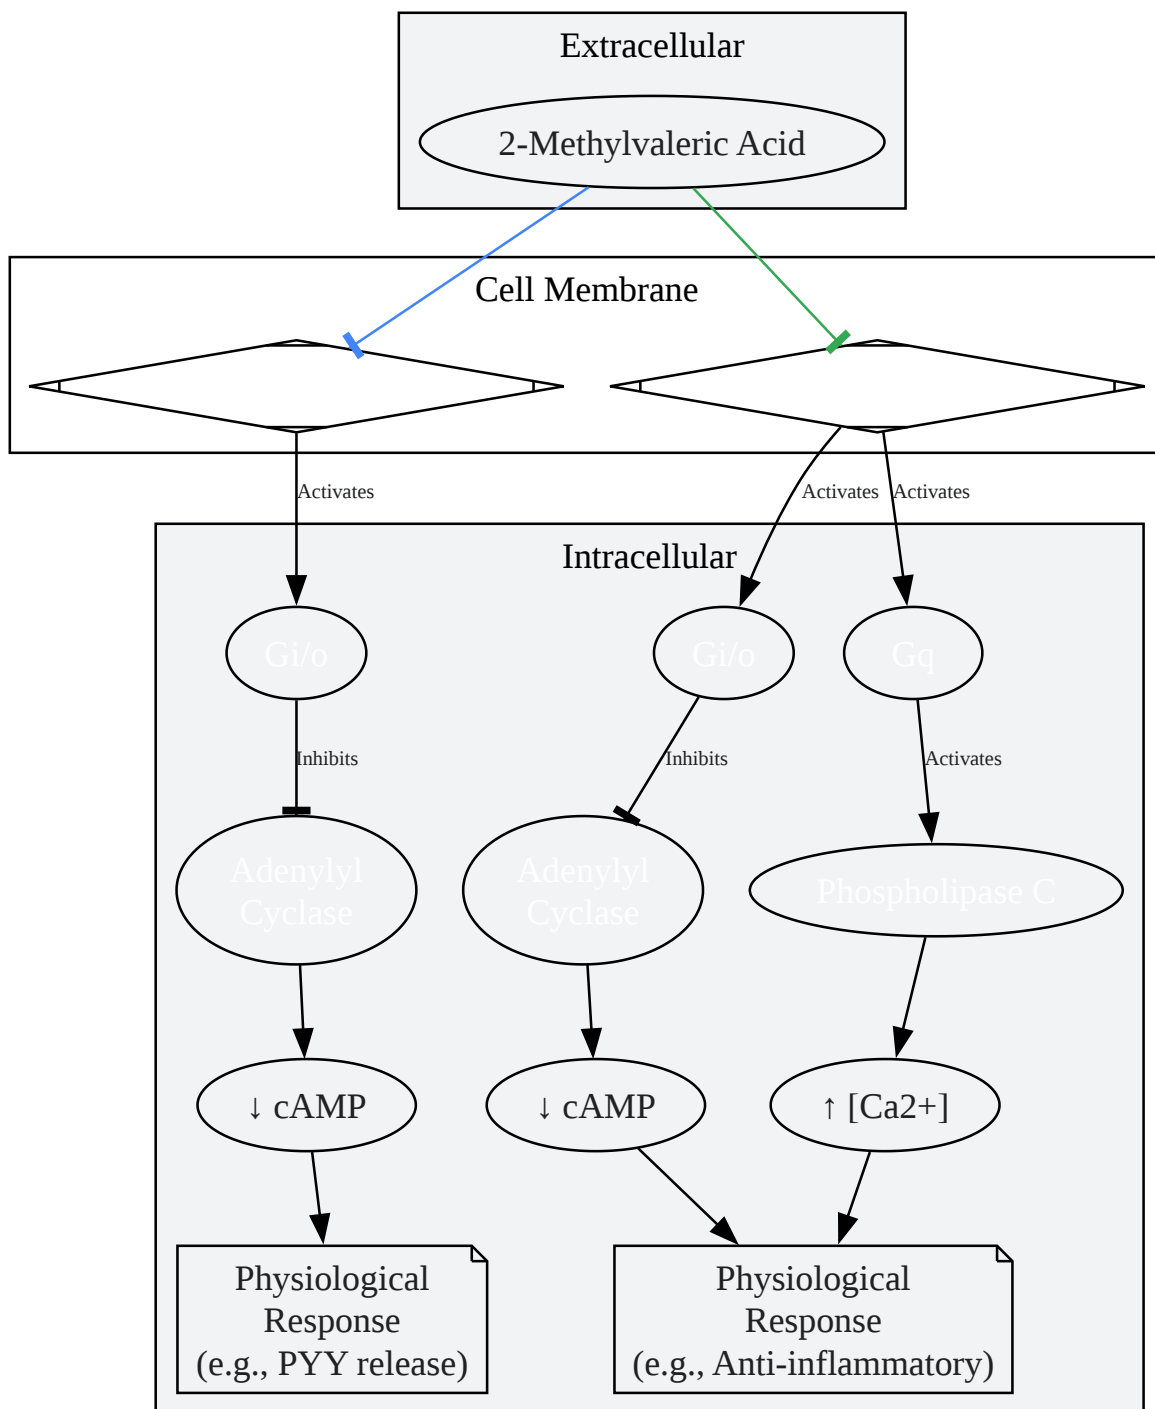 Extracellular
2-Methylvaleric Acid
Cell Membrane
Activates
Activates
Activates
Intracellular
Gi/o
Gi/o
Gq
Inhibits
Inhibits
Activates
Adenylyl
Cyclase
Adenylyl
Cyclase
Phospholipase C
↓ cAMP
↓ cAMP
↑ [Ca2+]
Physiological
Response
(e.g., PYY release)
Physiological
Response
(e.g., Anti-inflammatory)